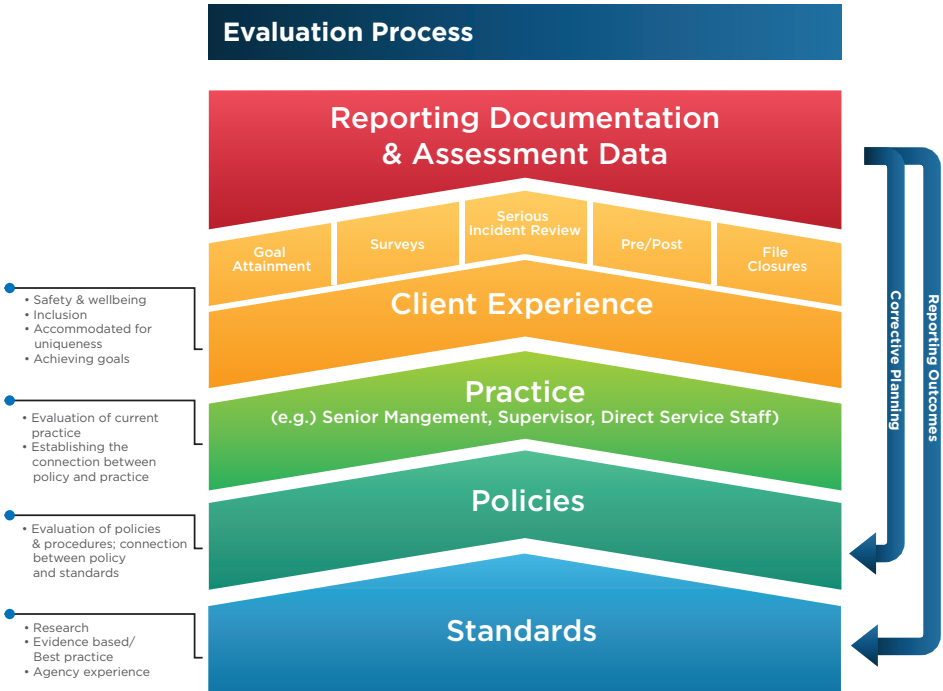 Evaluation Process
Reporting Documentation
& Assessment Data
Goal
Attainment
Surveys
Serious
Incident Review
Pre/Post
File
Closures
Client Experience
• Safety & wellbeing
• Inclusion
• Accommodated for
uniqueness
• Achieving goals
Practice
(e.g.) Senior Mangement, Supervisor, Direct Service Staff)
• Evaluation of current
practice
• Establishing the
connection between
policy and practice
Policies
• Evaluation of policies
& procedures; connection
between policy
and standards
Standards
• Research
• Evidence based/
Best practice
• Agency experience
Corrective Planning
Reporting Outcomes